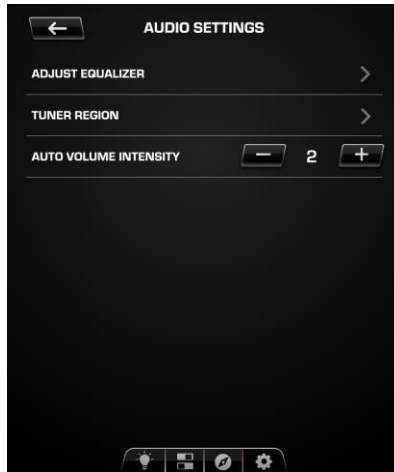 AUDIO SETTINGS
ADJUST EQUALIZER
TUNER REGION
AUTO VOLUME INTENSITY 2